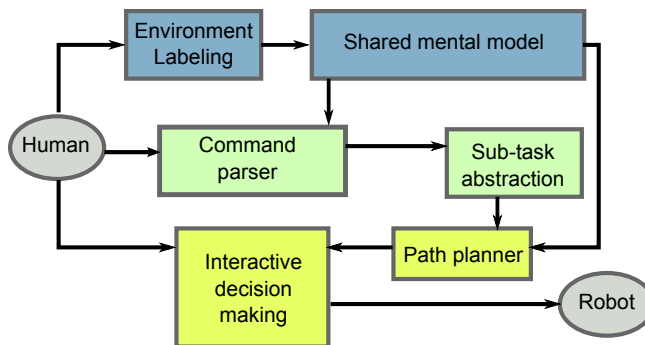 Environment
Labeling
Shared mental model
Human
Command
parser
Sub-task
abstraction
Interactive
decision
making
Path planner
Robot